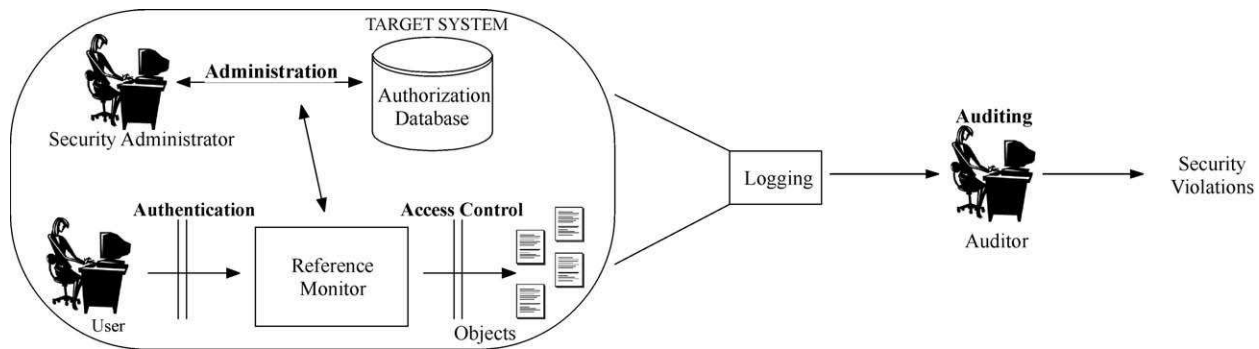 TARGET SYSTEM
Administration
Authorization
Database
Security Administrator
Authentication
Access Control
Reference
Monitor
User
Objects
Logging
Auditing
Auditor
Security
Violations